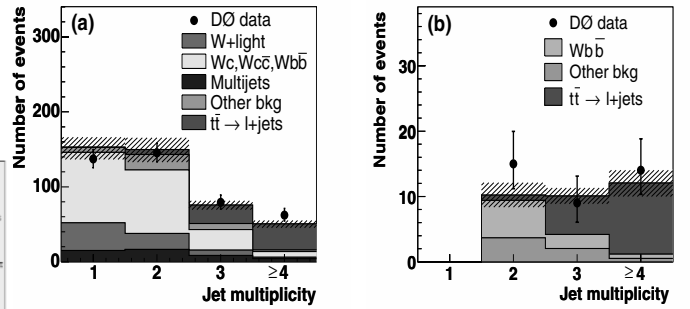 (a)
DØ data
W+light
Wc,Wcc̅,Wbb̅
Multijets
Other bkg
tt̅ → l+jets
Number of events
300
200
100
0
1 2 3 ≥4
Jet multiplicity
(b)
DØ data
Wbb̅
Other bkg
tt̅ → l+jets
Number of events
30
20
10
0
1 2 3 ≥4
Jet multiplicity